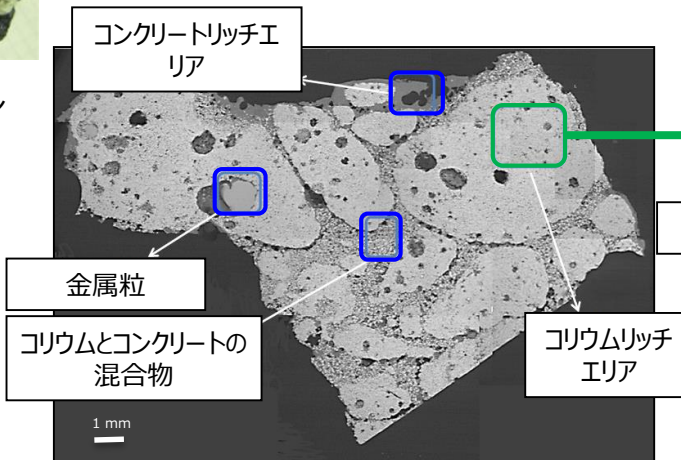 コンクリートリッチエ
リア
金属粒
コリウムとコンクリートの
混合物
コリウムリッチ
エリア
1 mm